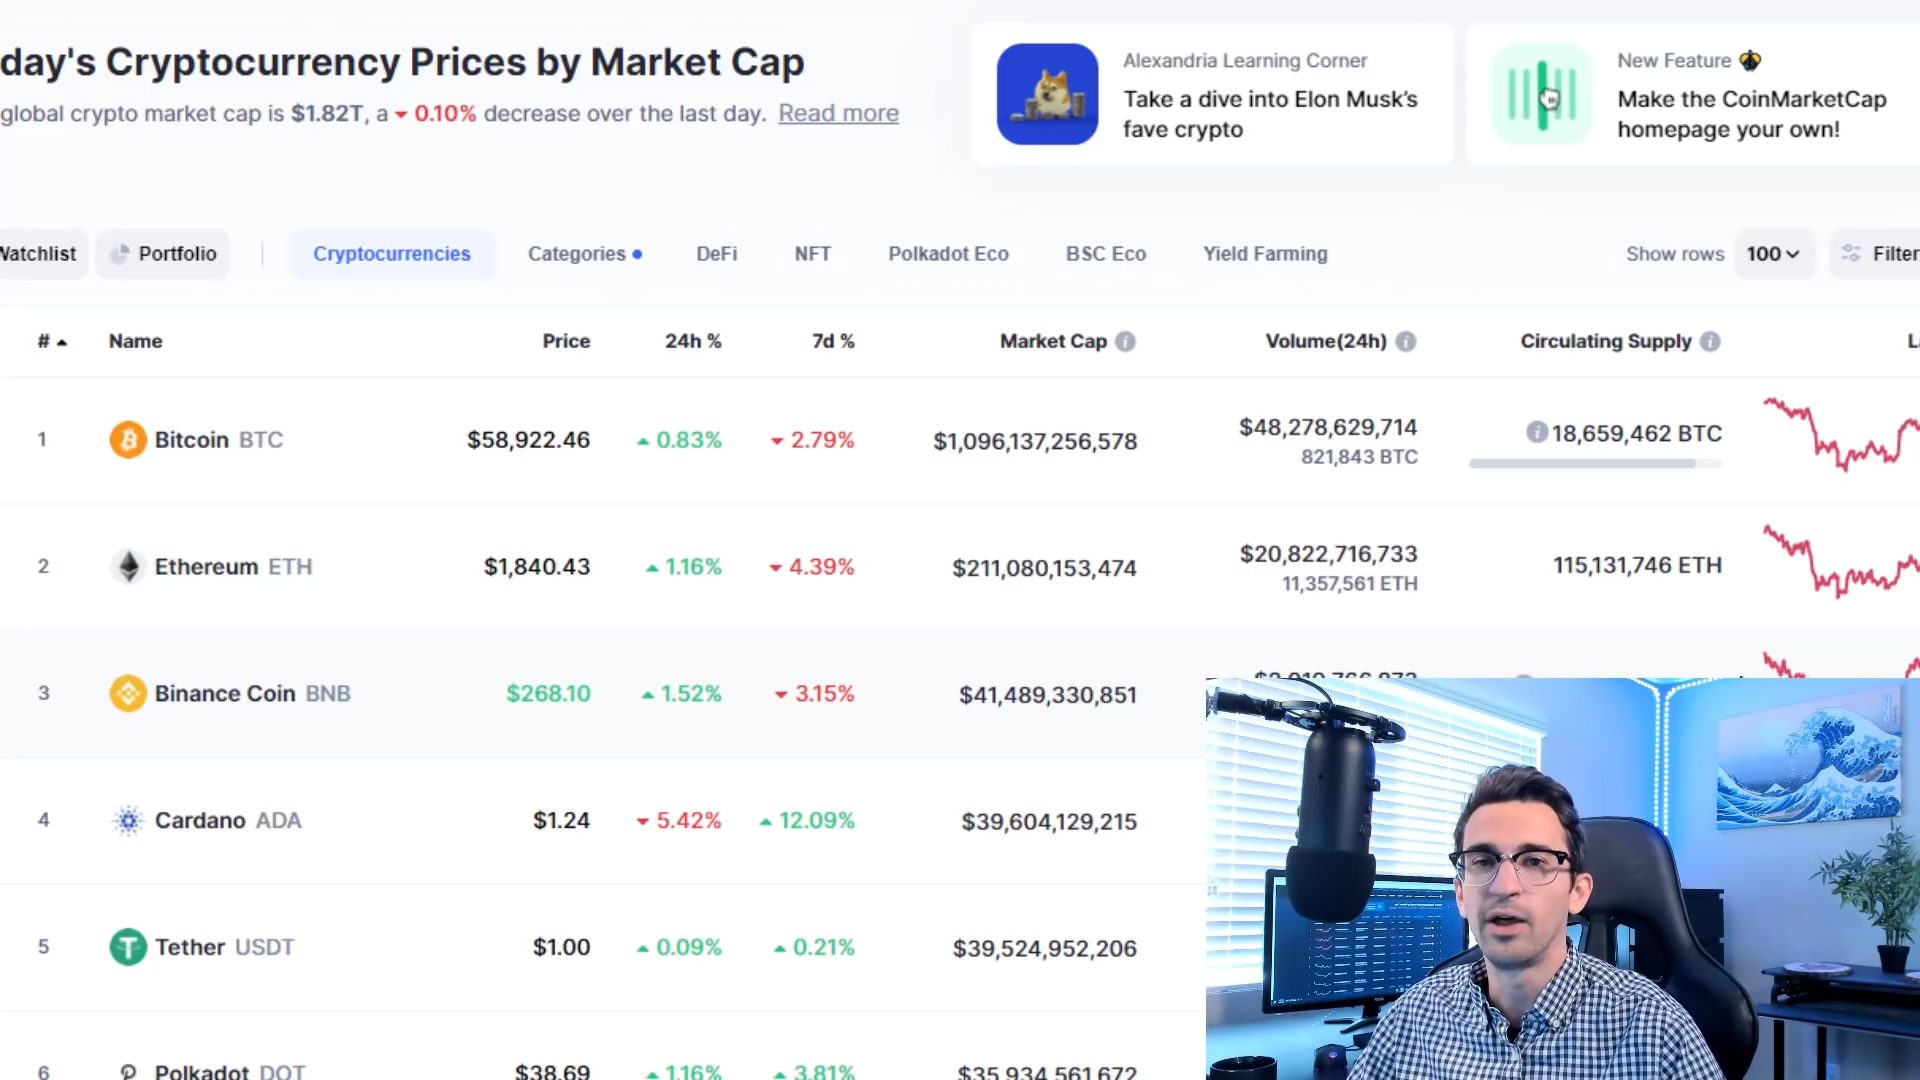 day's Cryptocurrency Prices by Market Cap
global crypto market cap is $1.82T, a 0.10% decrease over the last day. Read more
Alexandria Learning Corner
Take a dive into Elon Musk's
fave crypto
New Feature
Make the CoinMarketCap
homepage your own!
Watchlist Portfolio Cryptocurrencies Categories DeFi NFT Polkadot Eco BSC Eco Yield Farming Show rows 100 Filter
# Name Price 24h % 7d % Market Cap Volume(24h) Circulating Supply
1 Bitcoin BTC $58,922.46 0.83% 2.79% $1,096,137,256,578 $48,278,629,714 18,659,462 BTC
821,843 BTC
2 Ethereum ETH $1,840.43 1.16% 4.39% $211,080,153,474 $20,822,716,733 115,131,746 ETH
11,357,561 ETH
3 Binance Coin BNB $268.10 1.52% 3.15% $41,489,330,851
4 Cardano ADA $1.24 5.42% 12.09% $39,604,129,215
5 Tether USDT $1.00 0.09% 0.21% $39,524,952,206
6 Polkadot DOT $38.69 1.16% 3.81% $35,934,561,672